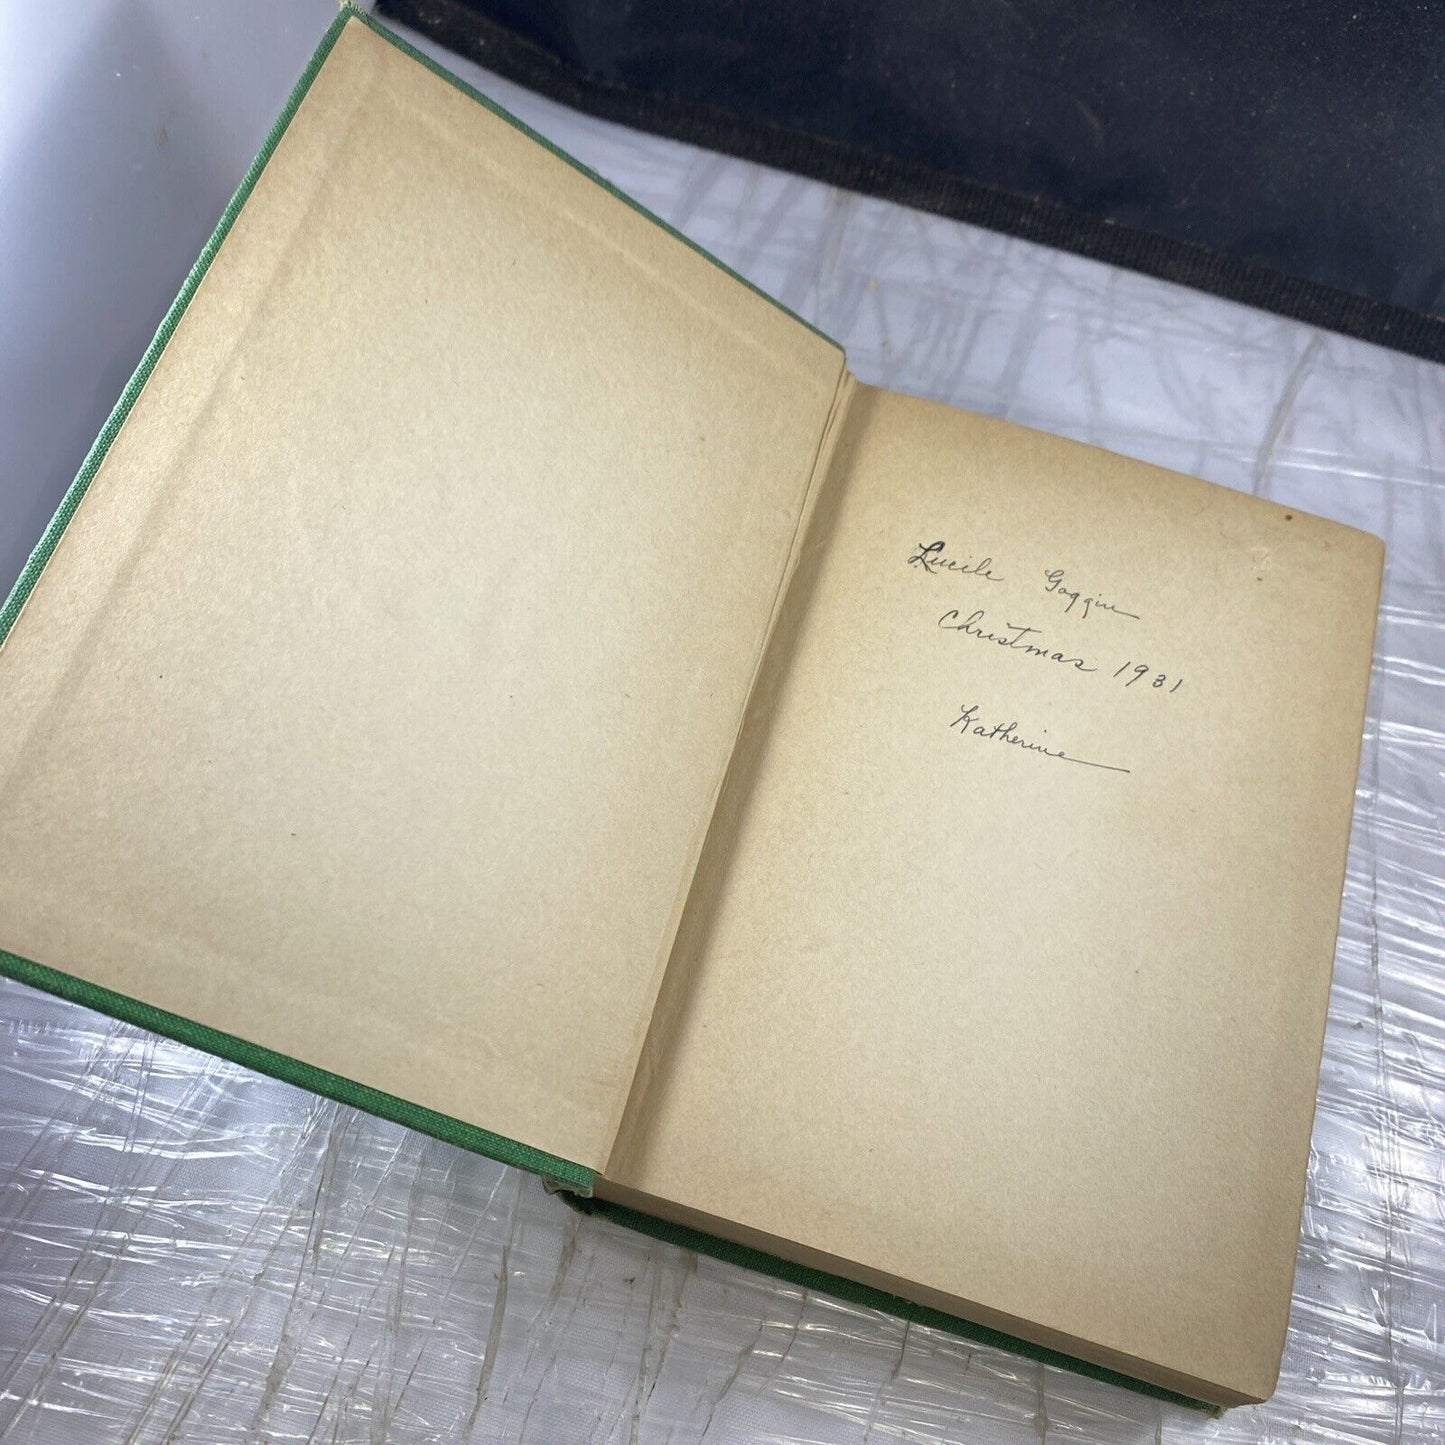 Lucile Goggin
Christmas 1931
Katherine